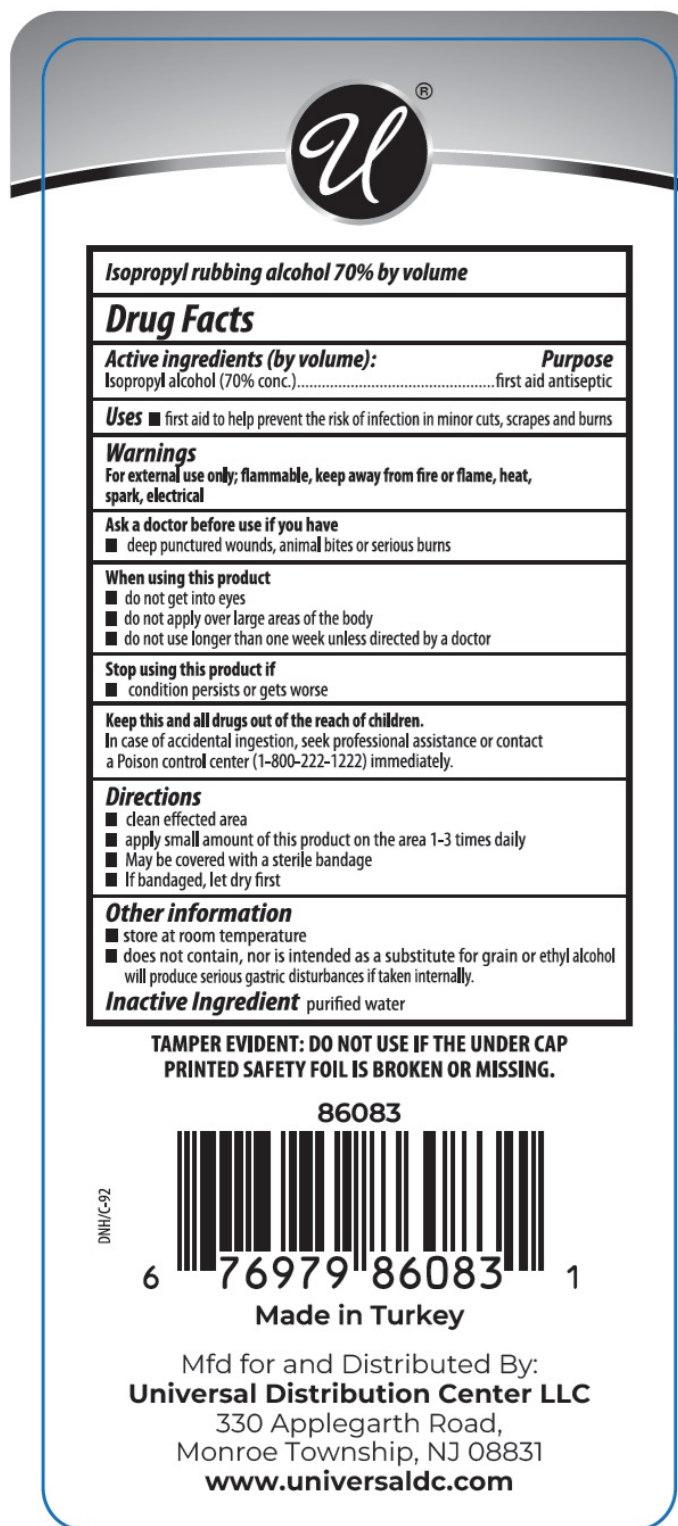 U®
Isopropyl rubbing alcohol 70% by volume
Drug Facts
Active ingredients (by volume): Purpose
Isopropyl alcohol (70% conc.)................................................first aid antiseptic
Uses ■ first aid to help prevent the risk of infection in minor cuts, scrapes and burns
Warnings
For external use only; flammable, keep away from fire or flame, heat,
spark, electrical
Ask a doctor before use if you have
■ deep punctured wounds, animal bites or serious burns
When using this product
■ do not get into eyes
■ do not apply over large areas of the body
■ do not use longer than one week unless directed by a doctor
Stop using this product if
■ condition persists or gets worse
Keep this and all drugs out of the reach of children.
In case of accidental ingestion, seek professional assistance or contact
a Poison control center (1-800-222-1222) immediately.
Directions
■ clean effected area
■ apply small amount of this product on the area 1-3 times daily
■ May be covered with a sterile bandage
■ If bandaged, let dry first
Other information
■ store at room temperature
■ does not contain, nor is intended as a substitute for grain or ethyl alcohol
will produce serious gastric disturbances if taken internally.
Inactive Ingredient purified water
TAMPER EVIDENT: DO NOT USE IF THE UNDER CAP
PRINTED SAFETY FOIL IS BROKEN OR MISSING.
86083
DNH/C-92
6 76979 86083 1
Made in Turkey
Mfd for and Distributed By:
Universal Distribution Center LLC
330 Applegarth Road,
Monroe Township, NJ 08831
www.universaldc.com